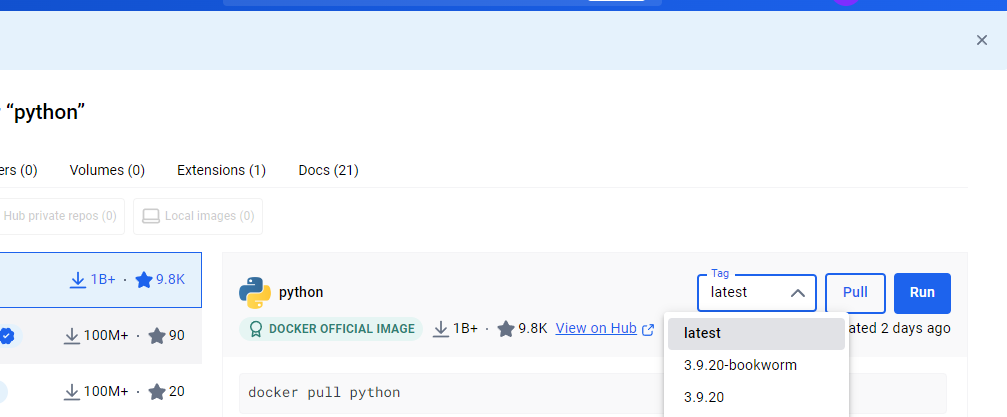 “python”
ers (0) Volumes (0) Extensions (1) Docs (21)
Hub private repos (0) Local images (0)
1B+ · 9.8K
100M+ · 90
100M+ · 20
Tag
python latest Pull Run
DOCKER OFFICIAL IMAGE 1B+ · 9.8K View on Hub ated 2 days ago
latest
3.9.20-bookworm
3.9.20
docker pull python